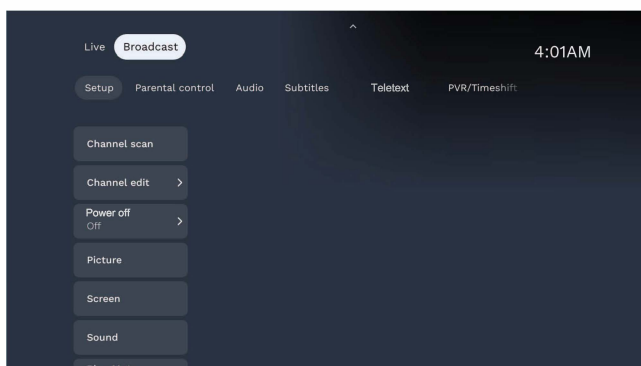 Live Broadcast
4:01AM
Setup Parental control Audio Subtitles Teletext PVR/Timeshift
Channel scan
Channel edit
Power off
Off
Picture
Screen
Sound